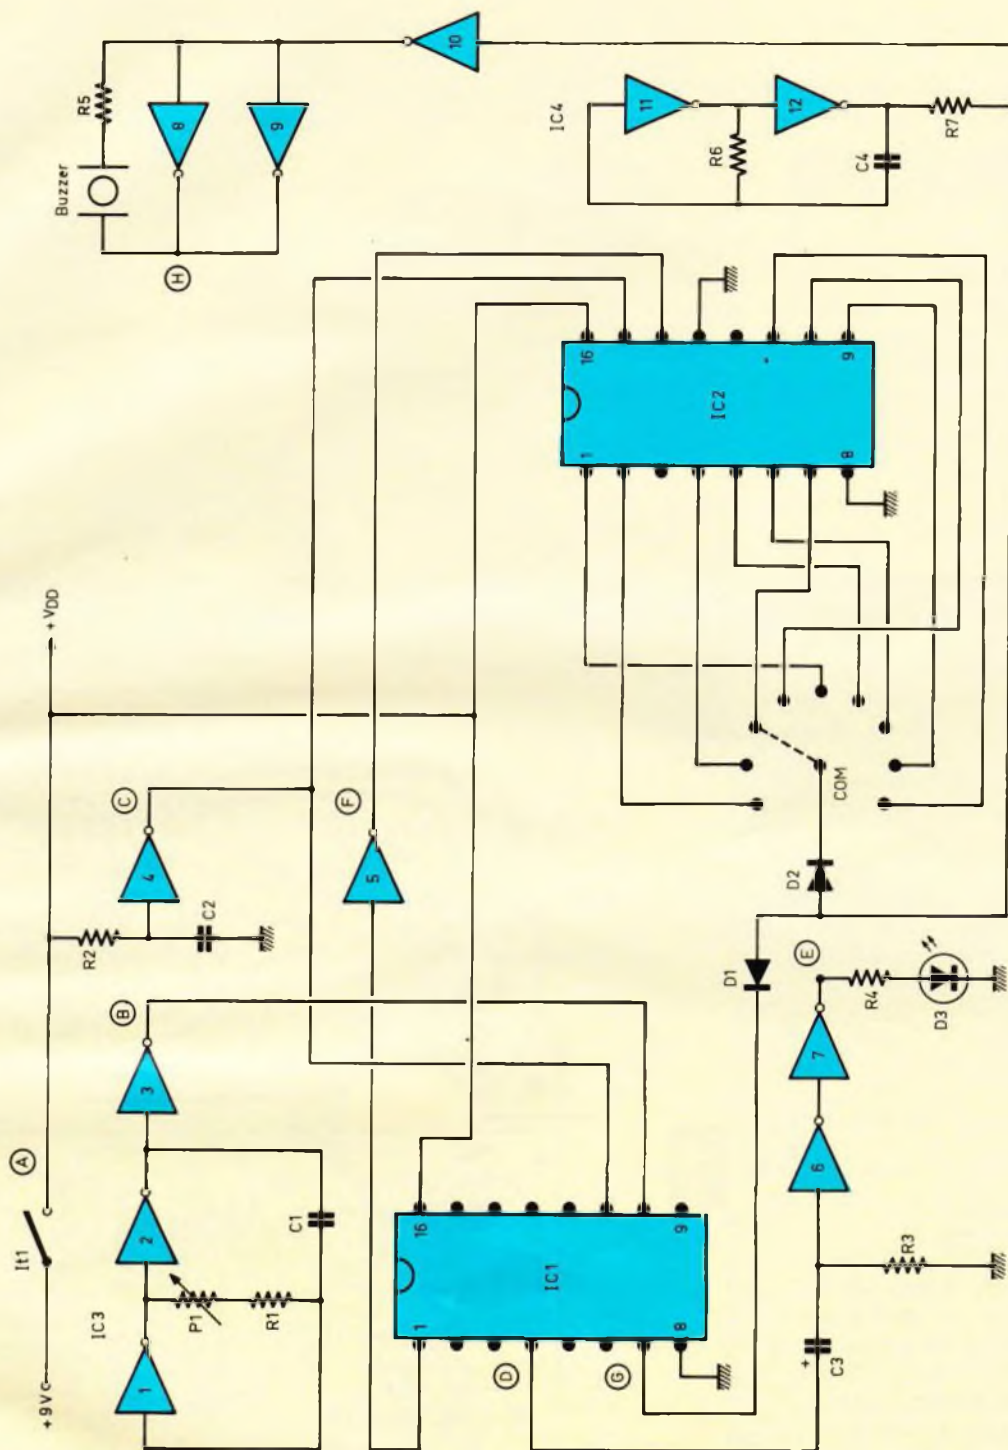 +9V
It1
A
+VDD
IC3
1
P1
R1
2
C1
3
B
R2
4
C2
C
5
F
IC1
1
16
8
9
D
G
C3
+
R3
6
7
E
R4
D3
D1
D2
COM
IC2
1
16
8
9
Buzzer
R5
8
9
H
10
IC4
11
12
R6
C4
R7